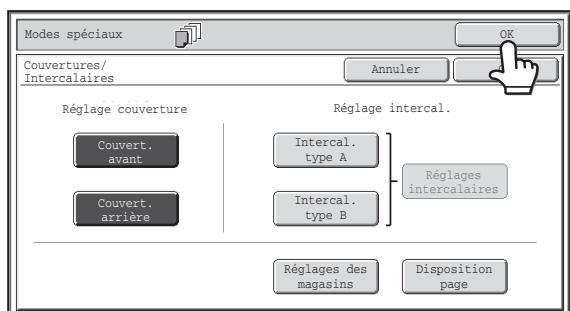 Modes spéciaux
OK
Couvertures/
Intercalaires
Annuler
Réglage couverture
Réglage intercal.
Couvert.
avant
Intercal.
type A
Réglages
intercalaires
Couvert.
arrière
Intercal.
type B
Réglages des
magasins
Disposition
page